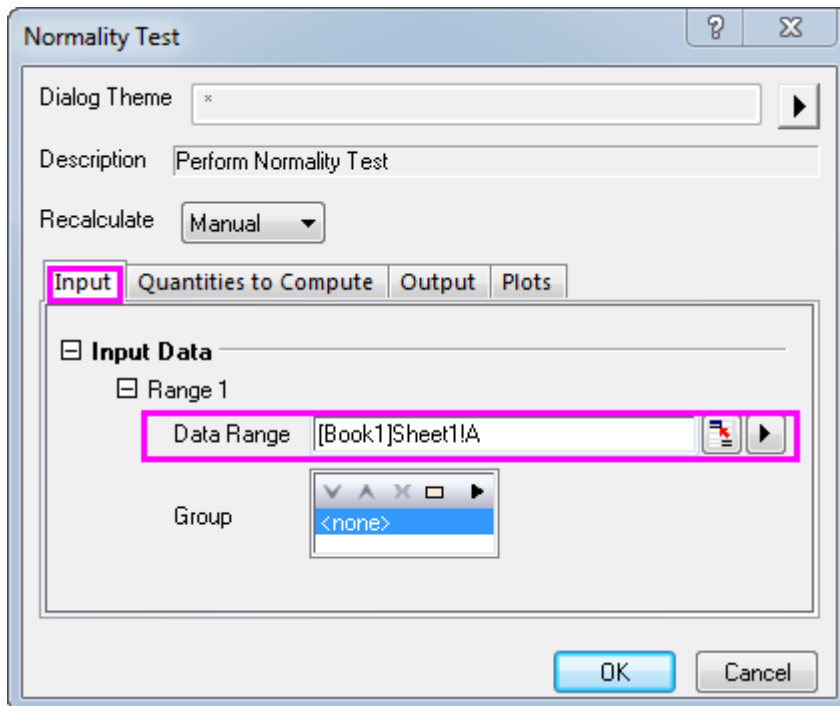 Normality Test
Dialog Theme *
Description Perform Normality Test
Recalculate Manual
Input Quantities to Compute Output Plots
Input Data
Range 1
Data Range [Book1]Sheet1!A
Group <none>
OK Cancel